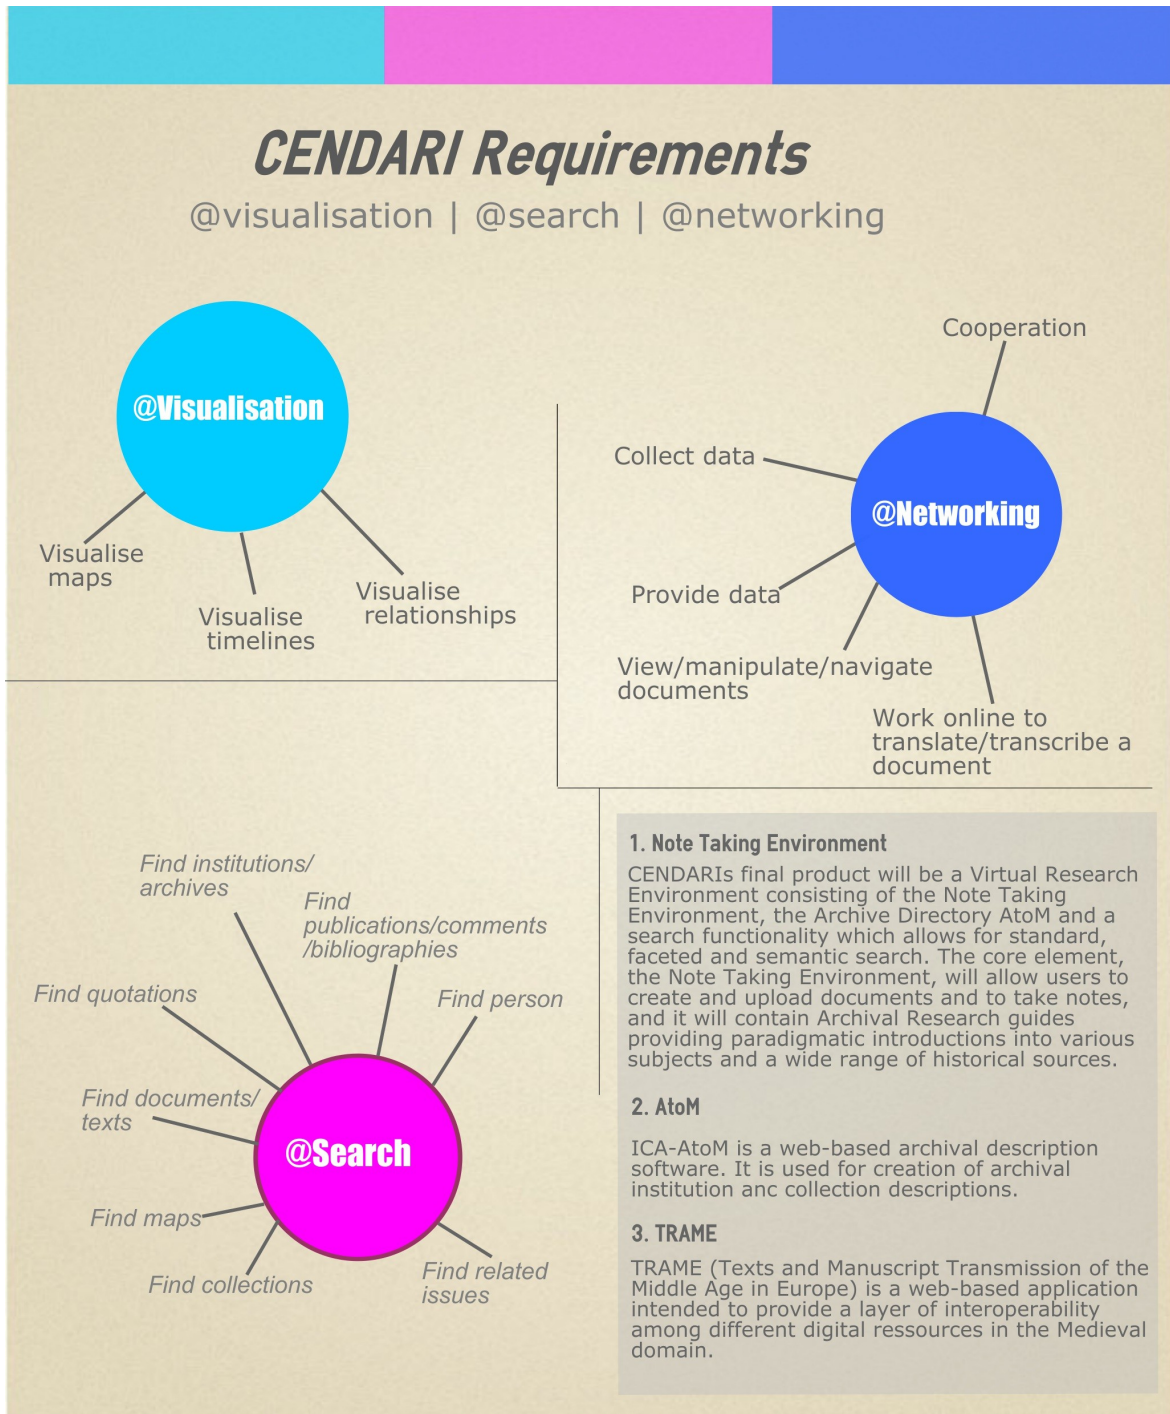 CENDARI Requirements
@visualisation | @search | @networking
@Visualisation
Visualise
maps
Visualise
timelines
Visualise
relationships
Cooperation
Collect data
@Networking
Provide data
View/manipulate/navigate
documents
Work online to
translate/transcribe a
document
Find institutions/
archives
Find
publications/comments
/bibliographies
Find quotations
Find person
Find documents/
texts
@Search
Find maps
Find collections
Find related
issues
1. Note Taking Environment
CENDARIs final product will be a Virtual Research
Environment consisting of the Note Taking
Environment, the Archive Directory AtoM and a
search functionality which allows for standard,
faceted and semantic search. The core element,
the Note Taking Environment, will allow users to
create and upload documents and to take notes,
and it will contain Archival Research guides
providing paradigmatic introductions into various
subjects and a wide range of historical sources.
2. AtoM
ICA-AtoM is a web-based archival description
software. It is used for creation of archival
institution anc collection descriptions.
3. TRAME
TRAME (Texts and Manuscript Transmission of the
Middle Age in Europe) is a web-based application
intended to provide a layer of interoperability
among different digital ressources in the Medieval
domain.